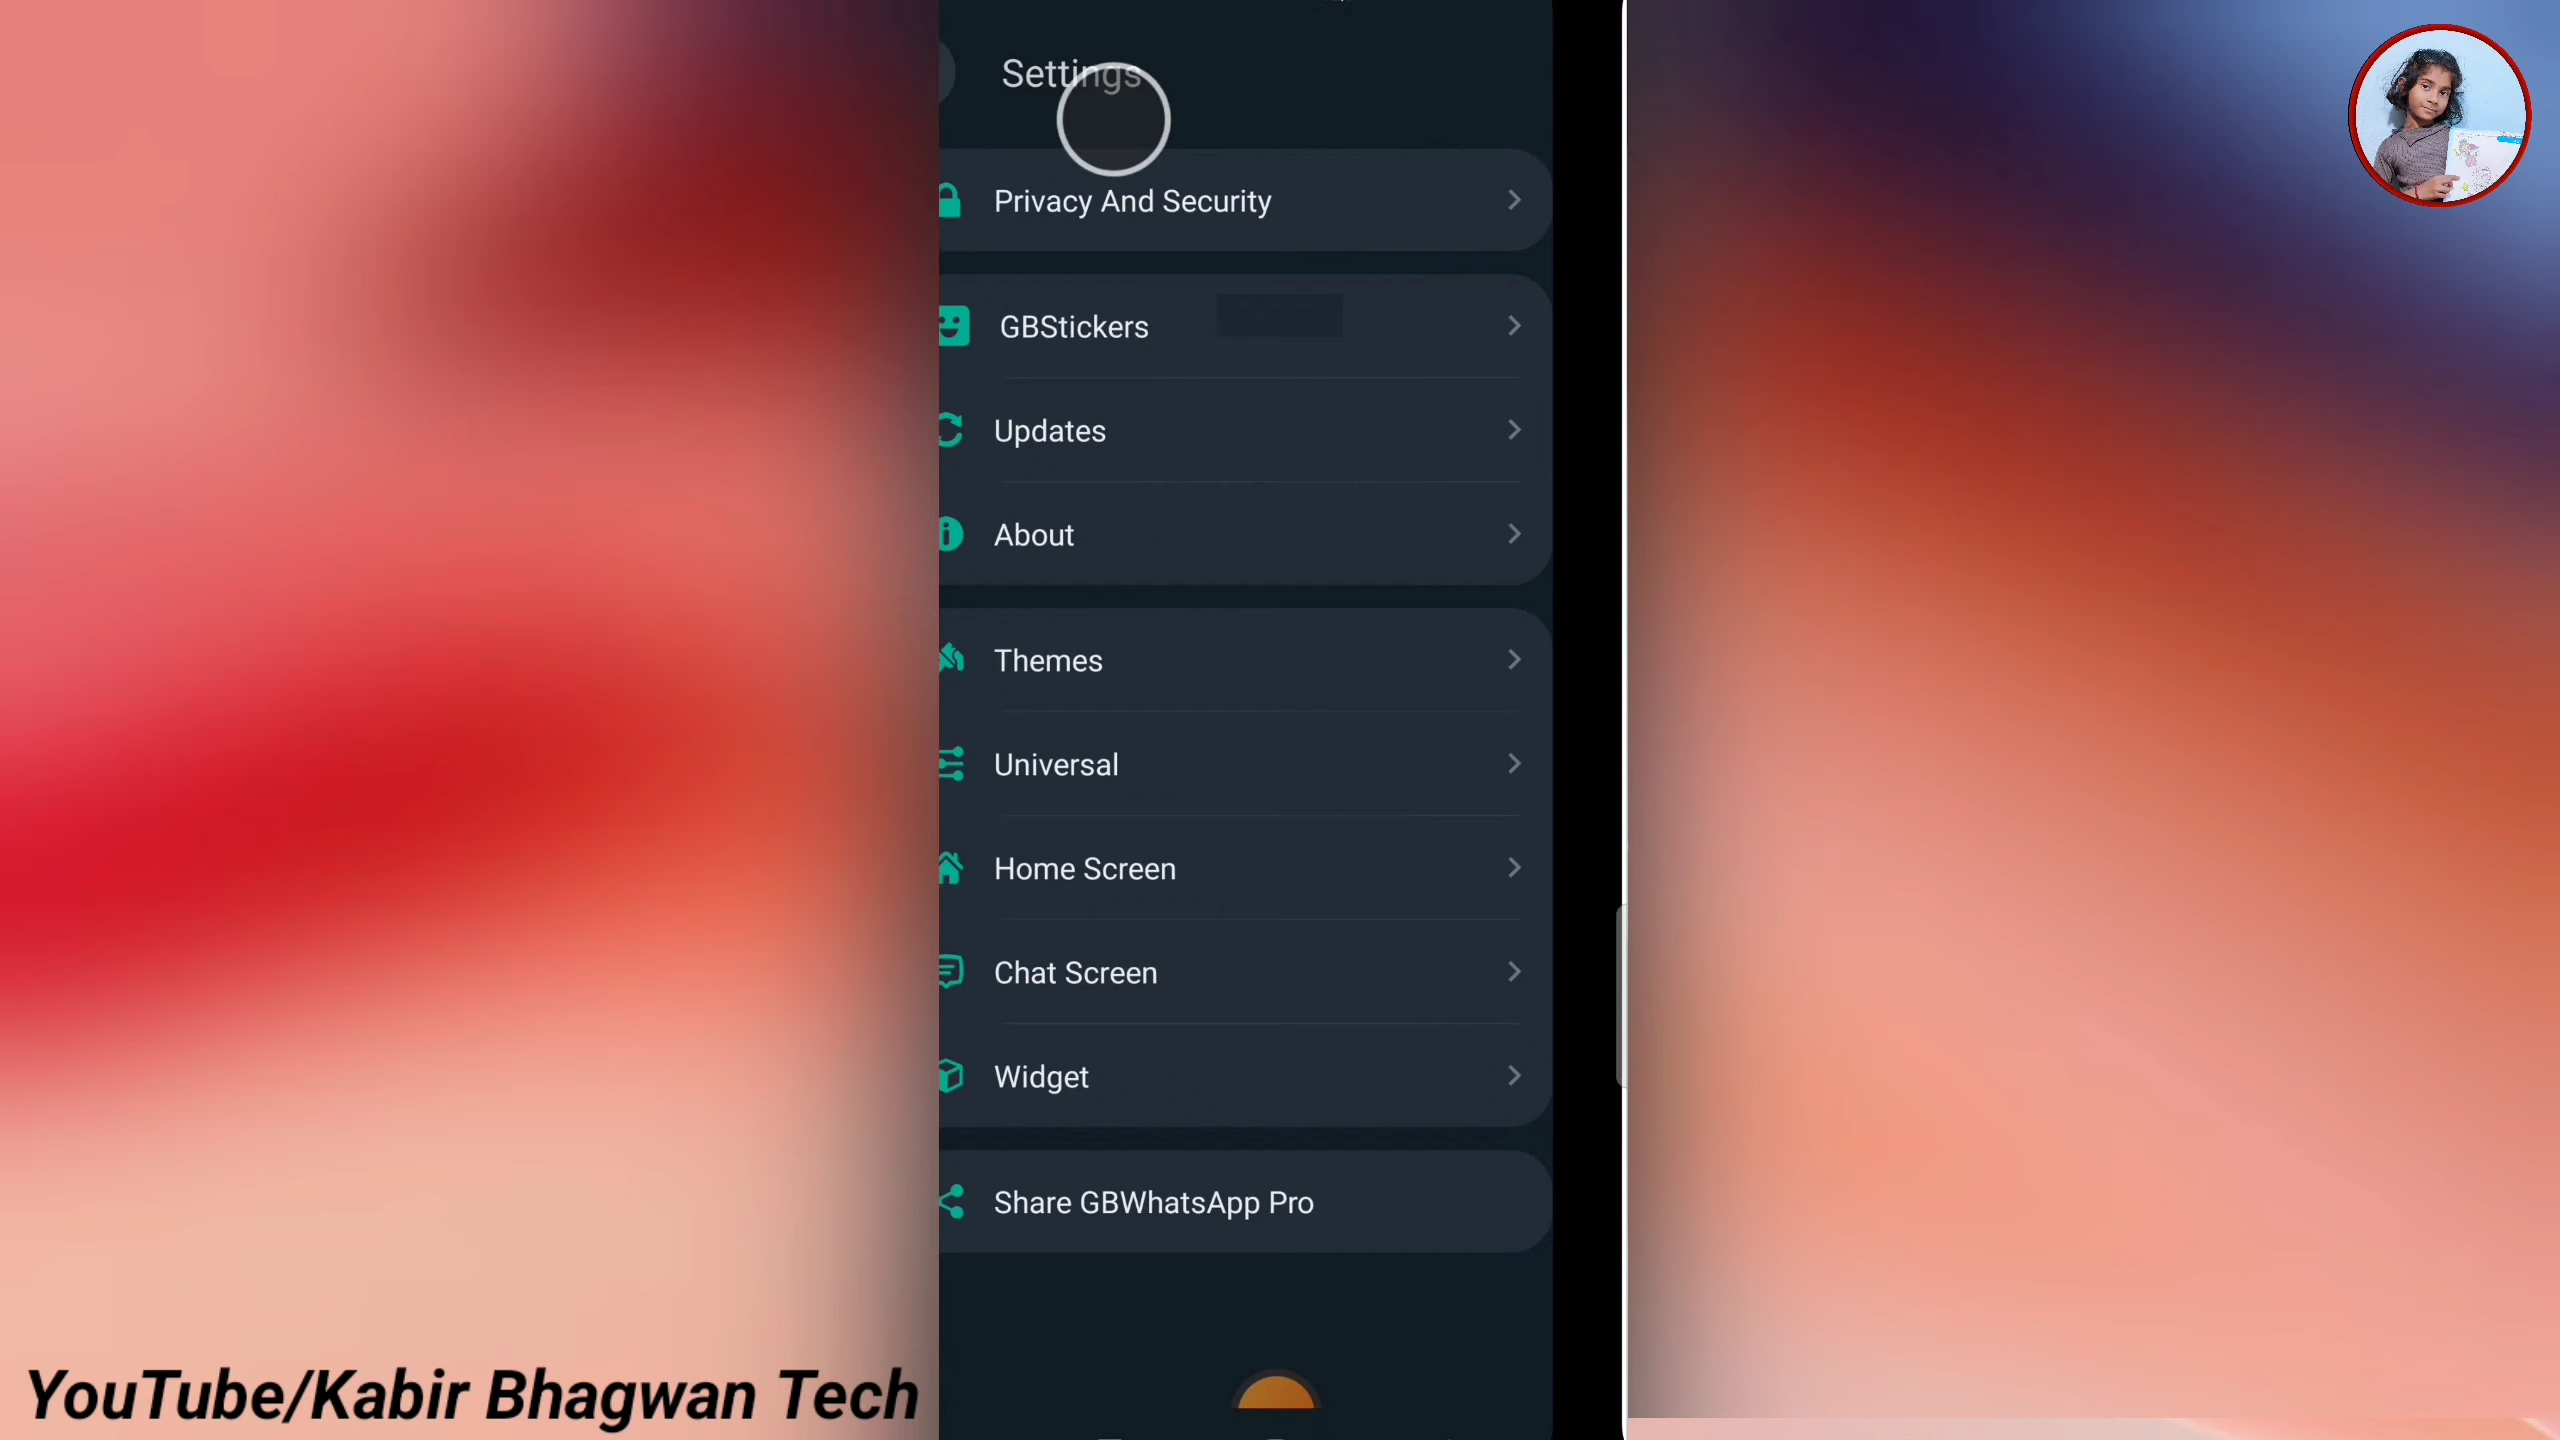 Settings
Privacy And Security
GBStickers
Updates
About
Themes
Universal
Home Screen
Chat Screen
Widget
Share GBWhatsApp Pro
YouTube/Kabir Bhagwan Tech